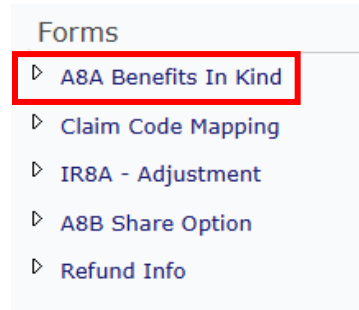 Forms
A8A Benefits In Kind
Claim Code Mapping
IR8A - Adjustment
A8B Share Option
Refund Info